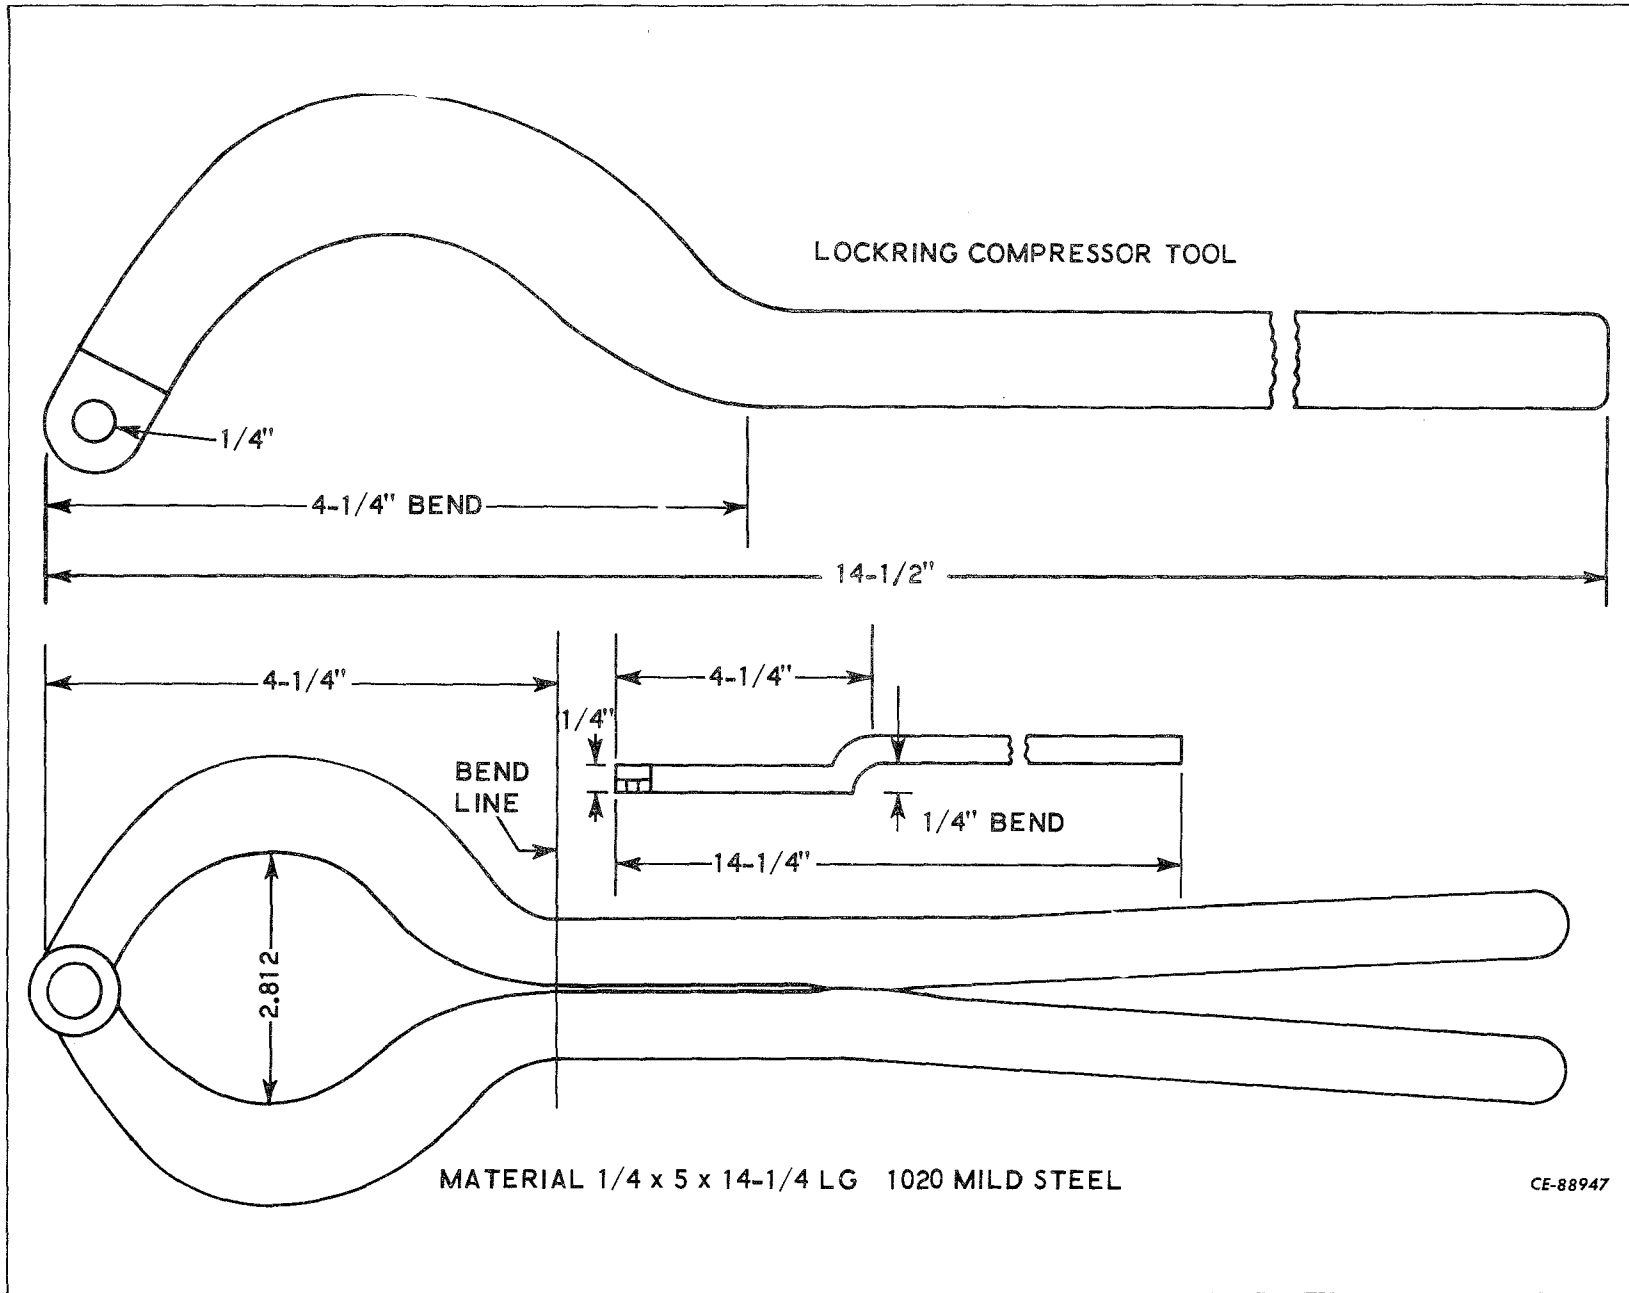 LOCKRING COMPRESSOR TOOL
1/4"
4-1/4" BEND
14-1/2"
4-1/4"
4-1/4"
1/4"
BEND
LINE
1/4" BEND
14-1/4"
2.812
MATERIAL 1/4 x 5 x 14-1/4 LG 1020 MILD STEEL
CE-88947